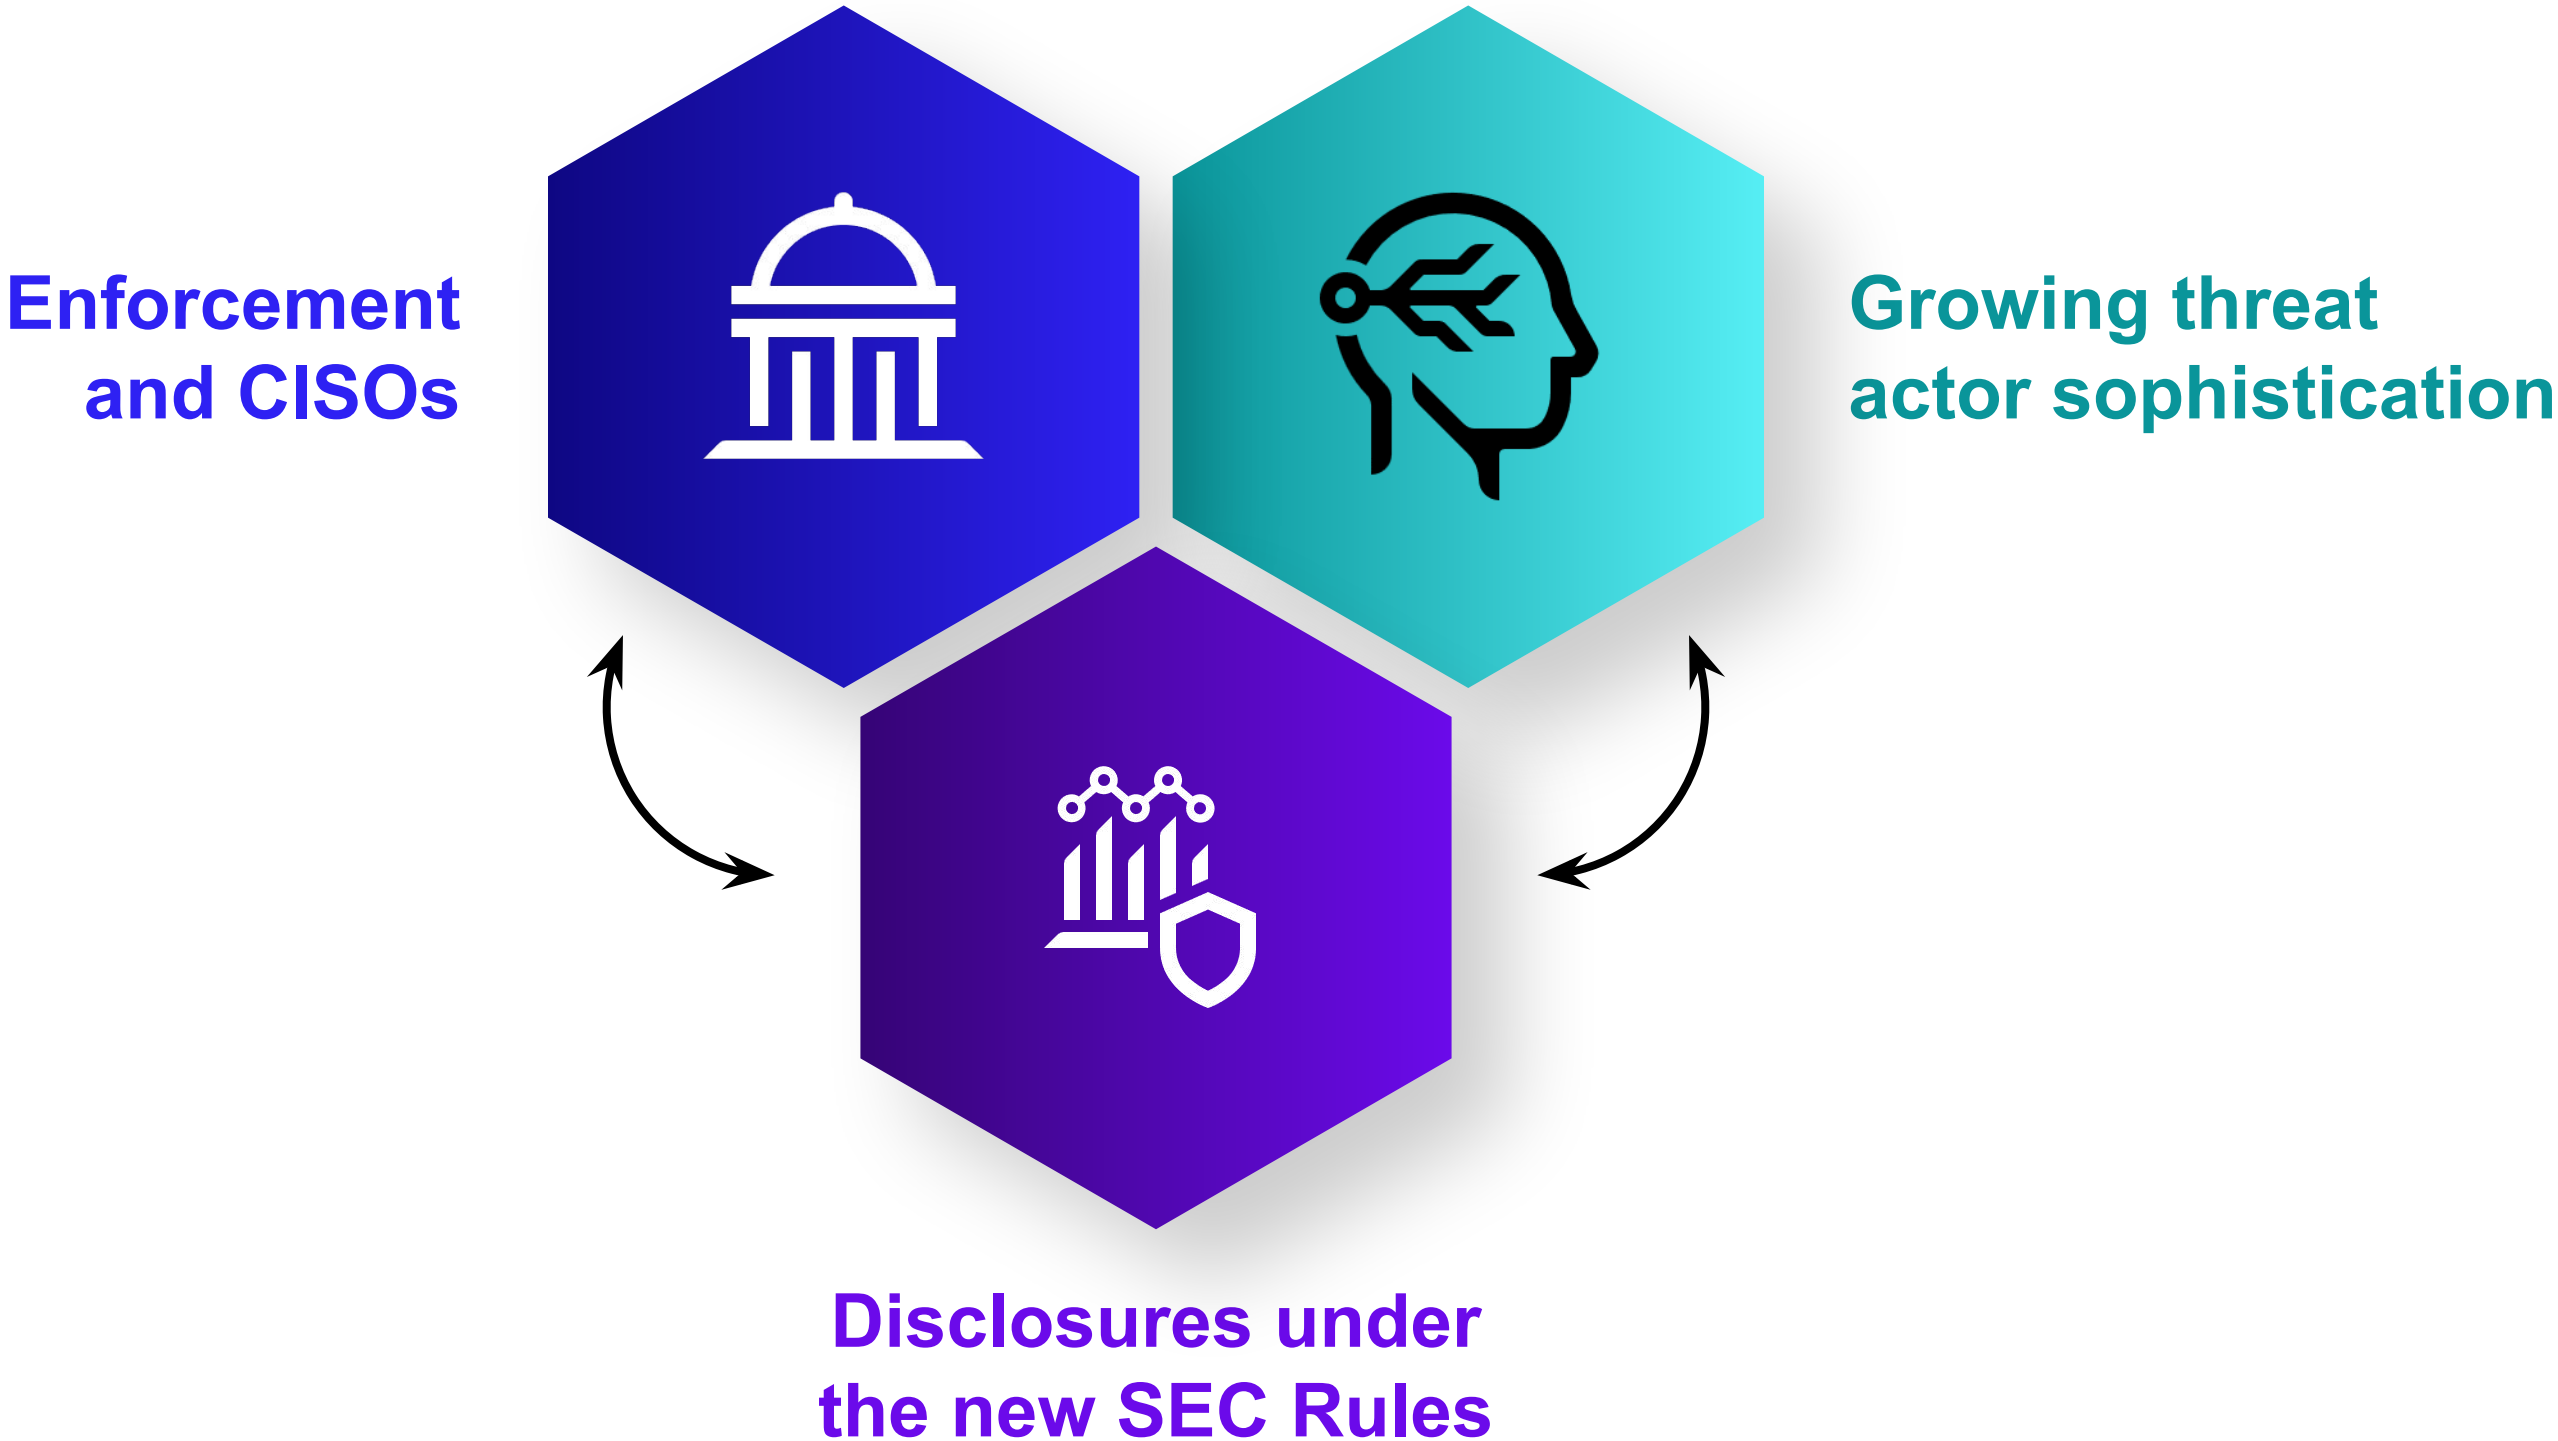 Enforcement
and CISOs
Growing threat
actor sophistication
Disclosures under
the new SEC Rules